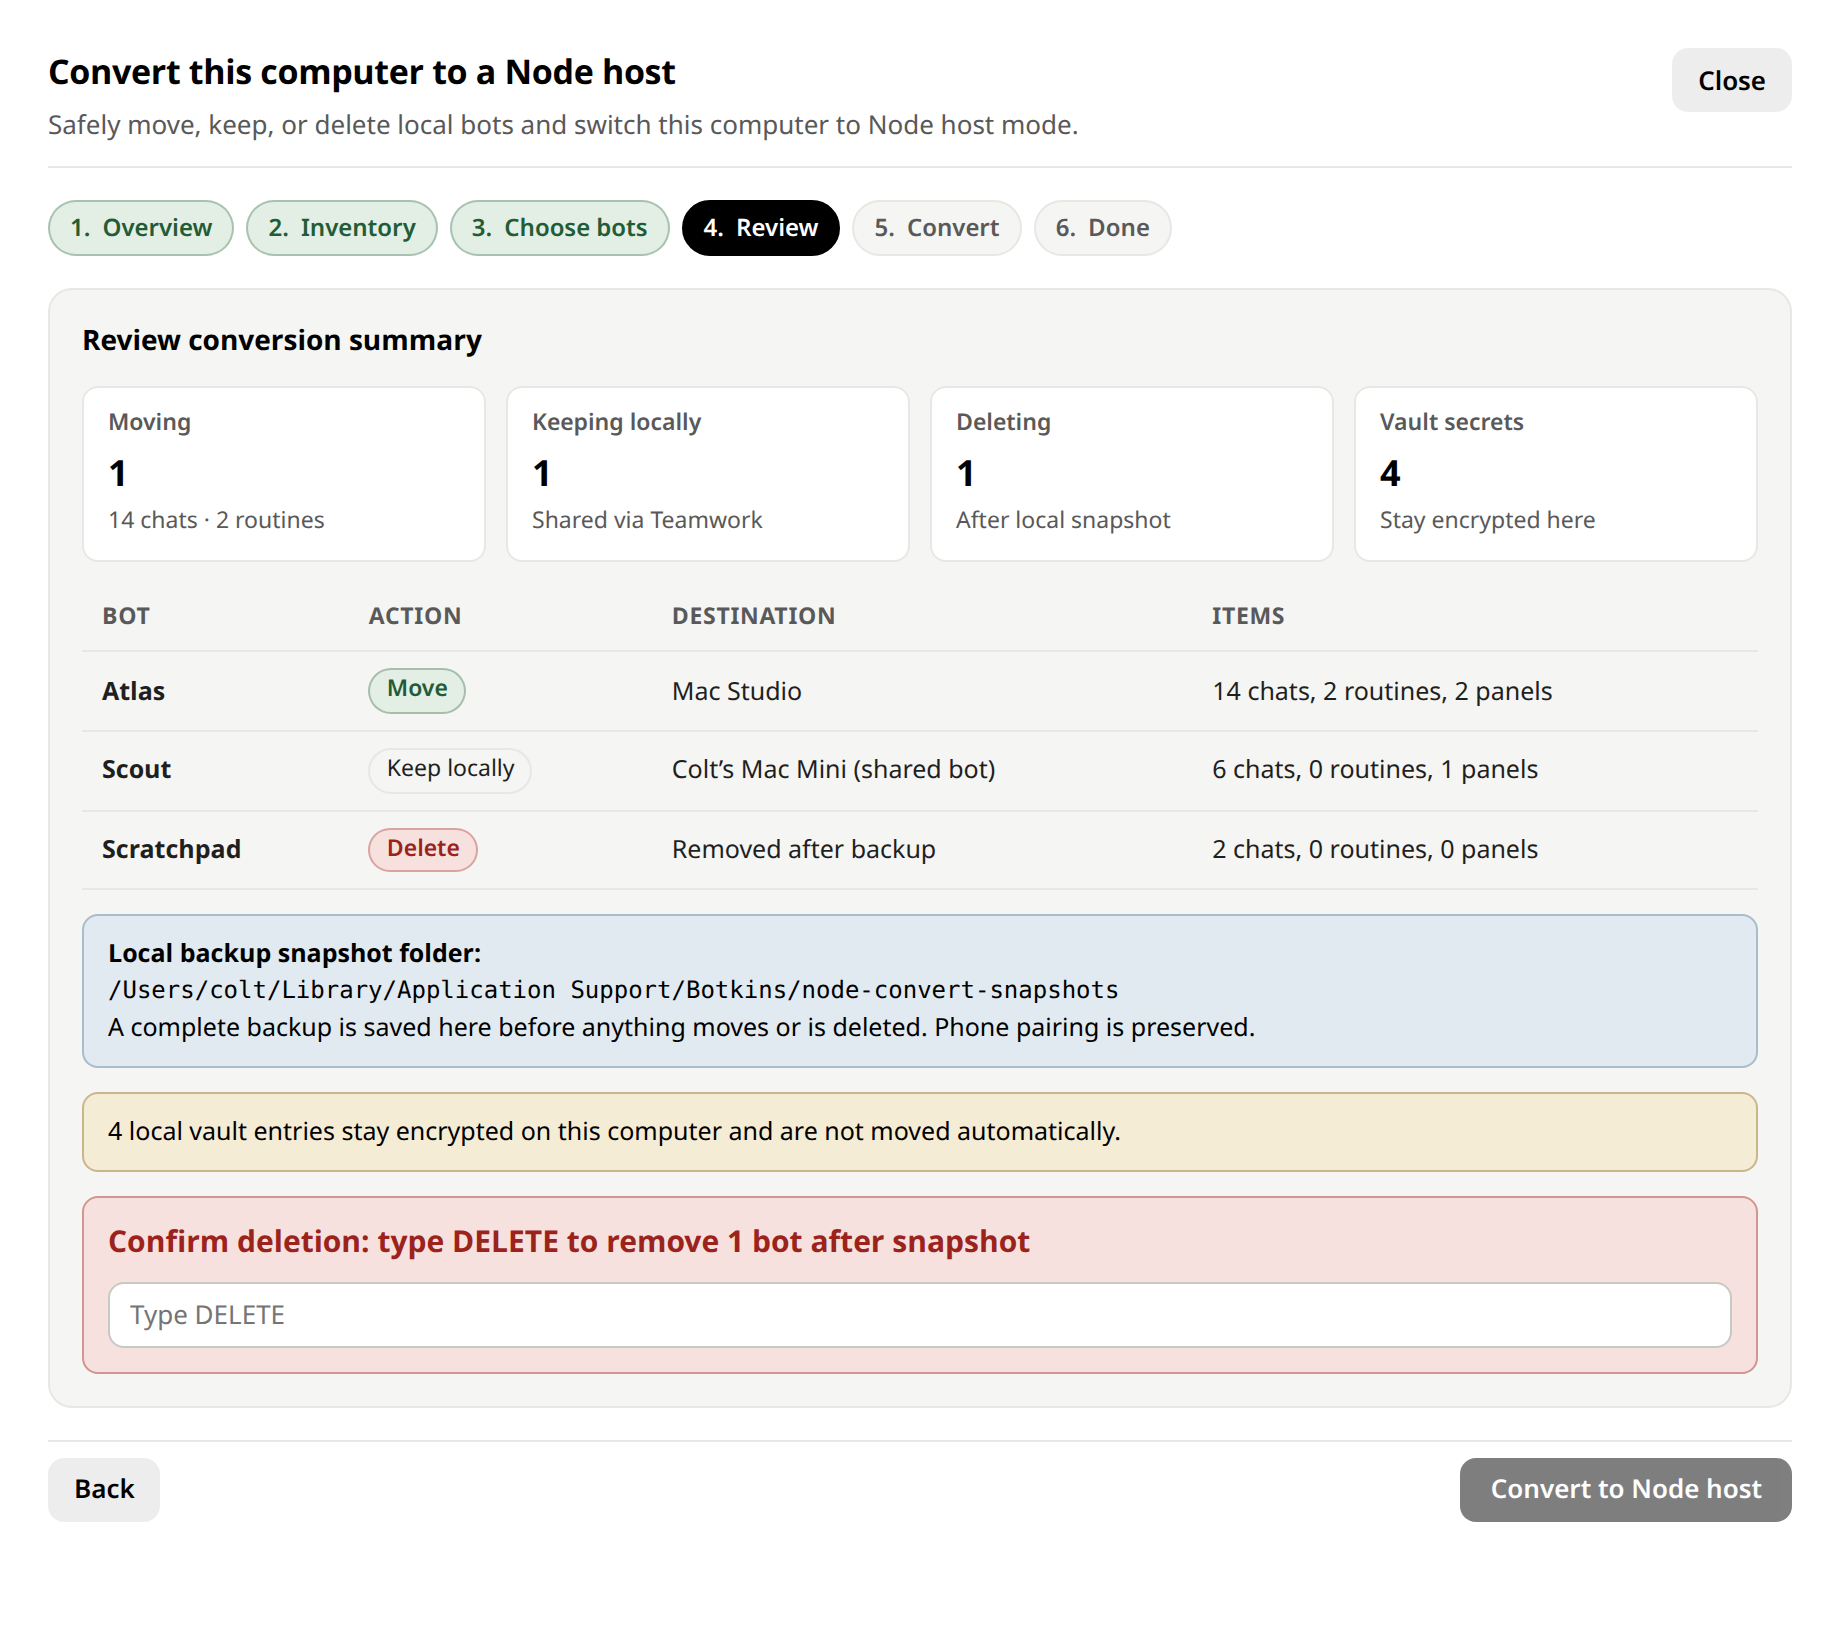 Convert this computer to a Node host
Close
Safely move, keep, or delete local bots and switch this computer to Node host mode.
1. Overview
2. Inventory
3. Choose bots
4. Review
5. Convert
6. Done
Review conversion summary
Moving
1
14 chats · 2 routines
Keeping locally
1
Shared via Teamwork
Deleting
1
After local snapshot
Vault secrets
4
Stay encrypted here
BOT ACTION DESTINATION ITEMS
Atlas Move Mac Studio 14 chats, 2 routines, 2 panels
Scout Keep locally Colt’s Mac Mini (shared bot) 6 chats, 0 routines, 1 panels
Scratchpad Delete Removed after backup 2 chats, 0 routines, 0 panels
Local backup snapshot folder:
/Users/colt/Library/Application Support/Botkins/node-convert-snapshots
A complete backup is saved here before anything moves or is deleted. Phone pairing is preserved.
4 local vault entries stay encrypted on this computer and are not moved automatically.
Confirm deletion: type DELETE to remove 1 bot after snapshot
Type DELETE
Back
Convert to Node host